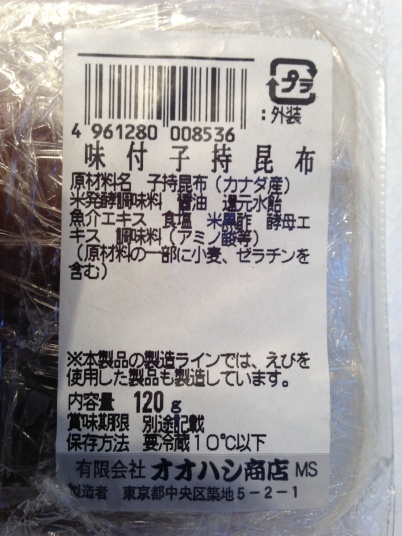 プラ
:外装
4 961280 008536
味付子持昆布
原材料名 子持昆布(カナダ産)
米発酵調味料 醤油 還元水飴
魚介エキス 食塩 米黒酢 酵母エ
キス 調味料(アミノ酸等)
(原材料の一部に小麦、ゼラチンを
含む)
※本製品の製造ラインでは、えびを
使用した製品も製造しています。
内容量 120g
賞味期限 別途記載
保存方法 要冷蔵10℃以下
有限会社 オオハシ商店 MS
製造者 東京都中央区築地5-2-1